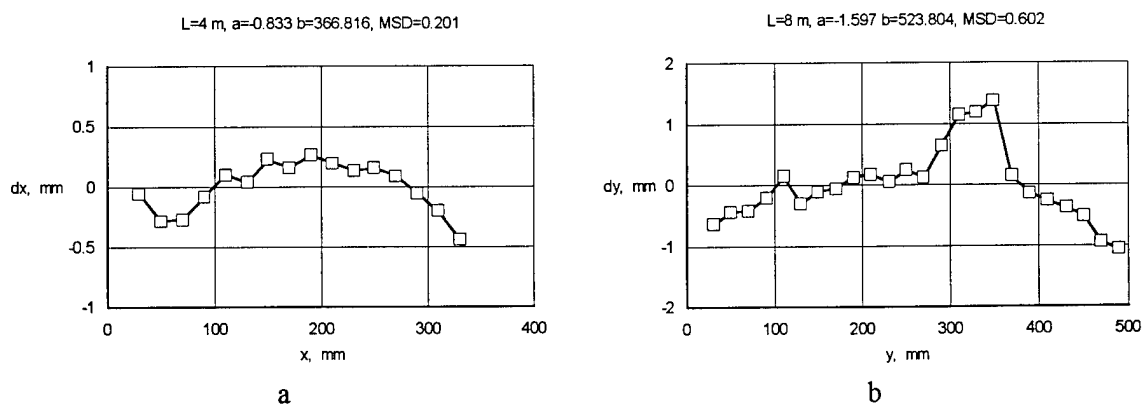 L=4 m, a=-0.833 b=366.816, MSD=0.201
1
0.5
dx, mm
0
-0.5
-1
0 100 200 300 400
x, mm
a
L=8 m, a=-1.597 b=523.804, MSD=0.602
2
1
dy, mm
0
-1
-2
0 100 200 300 400 500
y, mm
b